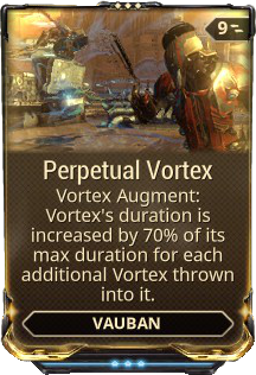 9
Perpetual Vortex
Vortex Augment:
Vortex's duration is
increased by 70% of its
max duration for each
additional Vortex thrown
into it.
VAUBAN